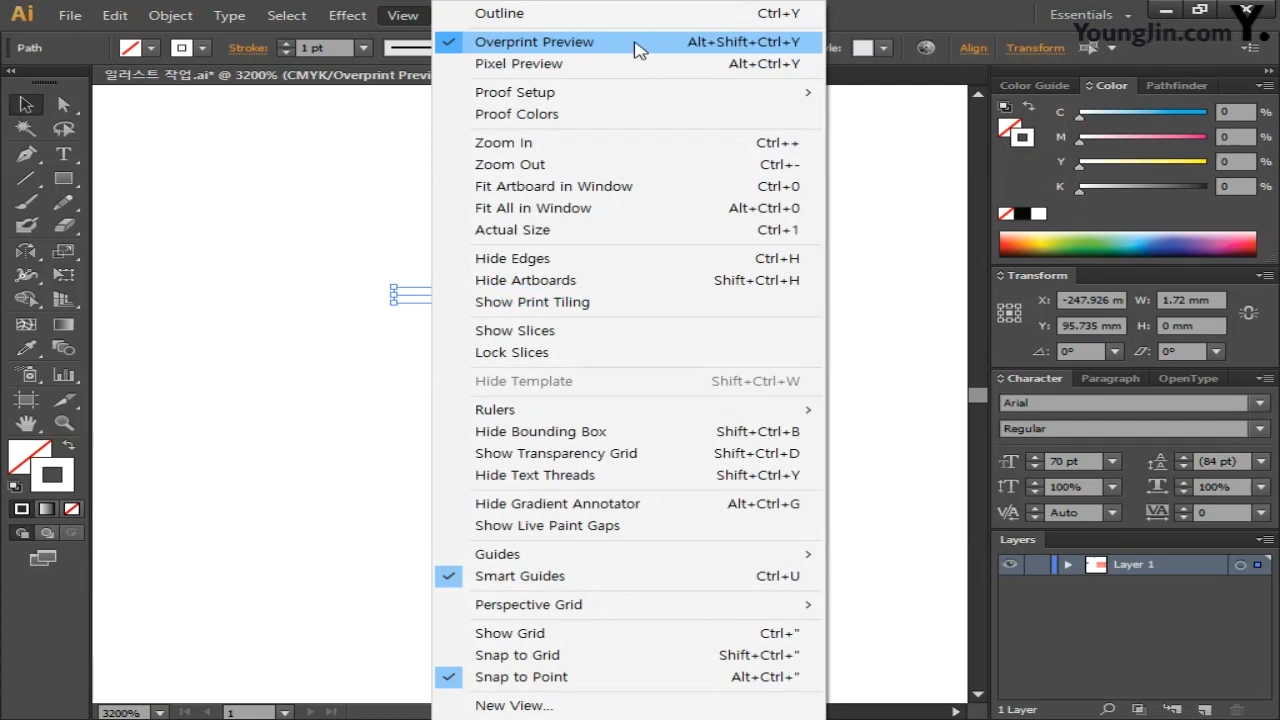 Ai File Edit Object Type Select Effect View
Essentials
YoungJin.com Y.
Path Stroke: 1 pt
Align Transform
일러스트 작업.ai* @ 3200% (CMYK/Overprint Previ
Outline Ctrl+Y
Overprint Preview Alt+Shift+Ctrl+Y
Pixel Preview Alt+Ctrl+Y
Proof Setup
Proof Colors
Zoom In Ctrl++
Zoom Out Ctrl+-
Fit Artboard in Window Ctrl+0
Fit All in Window Alt+Ctrl+0
Actual Size Ctrl+1
Hide Edges Ctrl+H
Hide Artboards Shift+Ctrl+H
Show Print Tiling
Show Slices
Lock Slices
Hide Template Shift+Ctrl+W
Rulers
Hide Bounding Box Shift+Ctrl+B
Show Transparency Grid Shift+Ctrl+D
Hide Text Threads Shift+Ctrl+Y
Hide Gradient Annotator Alt+Ctrl+G
Show Live Paint Gaps
Guides
Smart Guides Ctrl+U
Perspective Grid
Show Grid Ctrl+"
Snap to Grid Shift+Ctrl+"
Snap to Point Alt+Ctrl+"
New View...
Color Guide Color Pathfinder
C 0 %
M 0 %
Y 0 %
K 0 %
Transform
X: -247.926 m W: 1.72 mm
Y: 95.735 mm H: 0 mm
0° 0°
Character Paragraph OpenType
Arial
Regular
70 pt (84 pt)
100% 100%
Auto 0
Layers
Layer 1
1 Layer
3200% 1